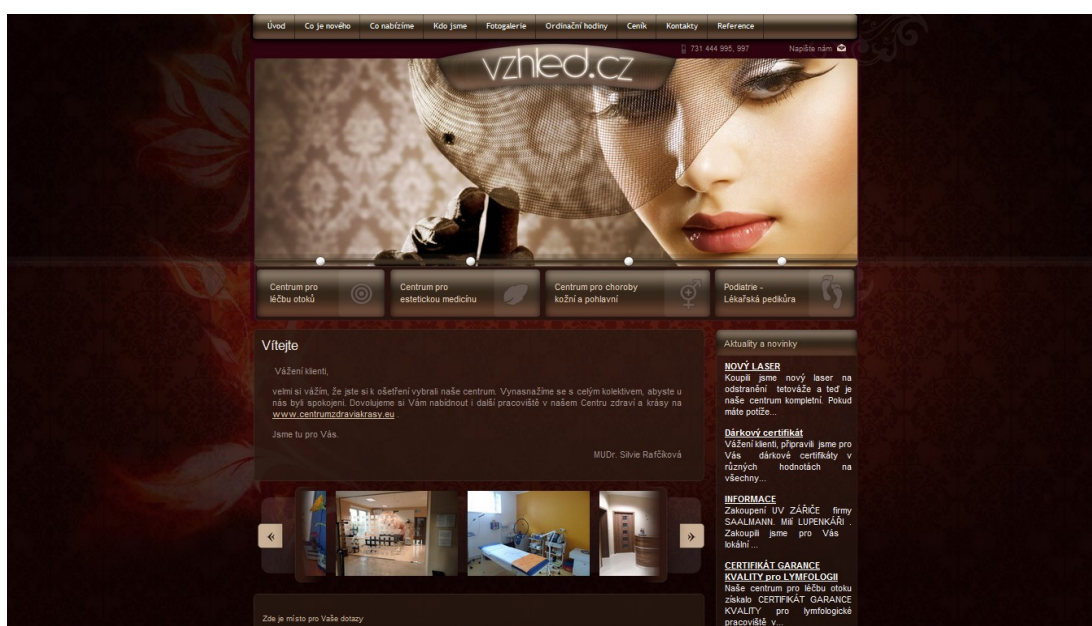 Úvod
Co je nového
Co nabízíme
Kdo jsme
Fotogalerie
Ordinační hodiny
Ceník
Kontakty
Reference
731 444 995, 997
Napište nám
vzhled.cz
Centrum pro
léčbu otoků
Centrum pro
estetickou medicínu
Centrum pro choroby
kožní a pohlavní
Podiatrie -
Lékařská pedikúra
Vítejte
Vážení klienti,
velmi si vážím, že jste si k ošetření vybrali naše centrum. Vynasnažíme se s celým kolektivem, abyste u
nás byli spokojeni. Dovolujeme si Vám nabídnout i další pracoviště v našem Centru zdraví a krásy na
www.centrumzdraviakrasy.eu .
Jsme tu pro Vás.
MUDr. Silvie Rafčíková
Zde je místo pro Vaše dotazy
Aktuality a novinky
NOVÝ LASER
Koupili jsme nový laser na
odstranění tetováže a teď je
naše centrum kompletní. Pokud
máte potíže...
Dárkový certifikát
Vážení klienti, připravili jsme pro
Vás dárkové certifikáty v
různých hodnotách na
všechny...
INFORMACE
Zakoupení UV ZÁŘIČE firmy
SAALMANN. Milí LUPENKÁŘI .
Zakoupili jsme pro Vás
lokální ...
CERTIFIKÁT GARANCE
KVALITY pro LYMFOLOGII
Naše centrum pro léčbu otoku
získalo CERTIFIKÁT GARANCE
KVALITY pro lymfologické
pracoviště v...